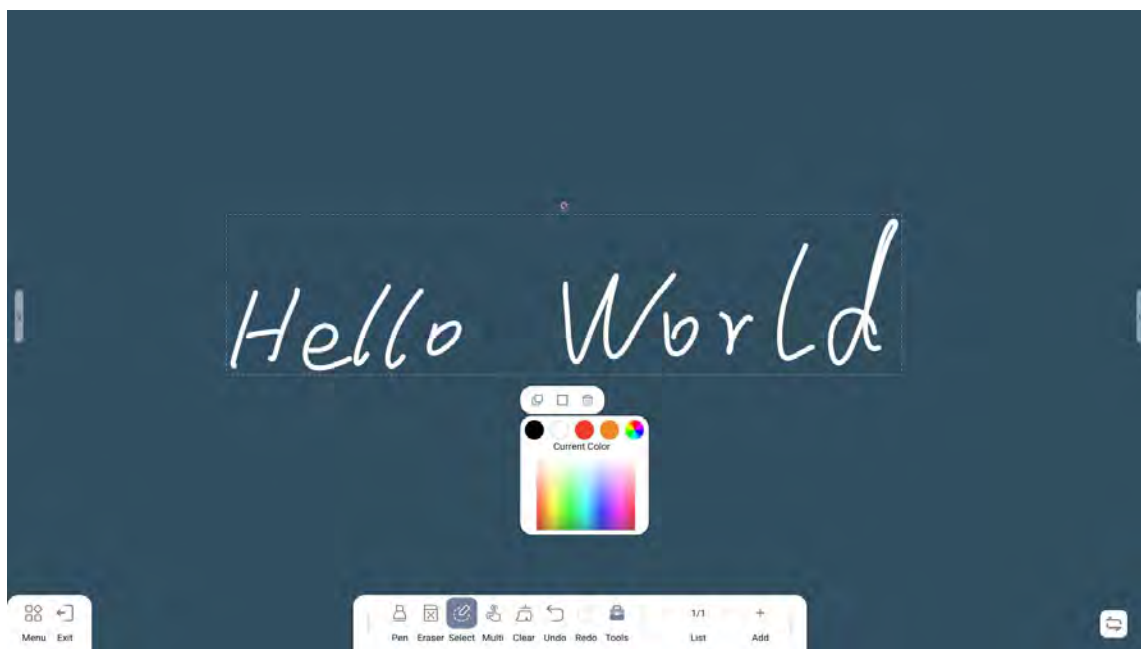 Hello World
Current Color
Menu Exit
Pen Eraser Select Multi Clear Undo Redo Tools 1/1 List + Add